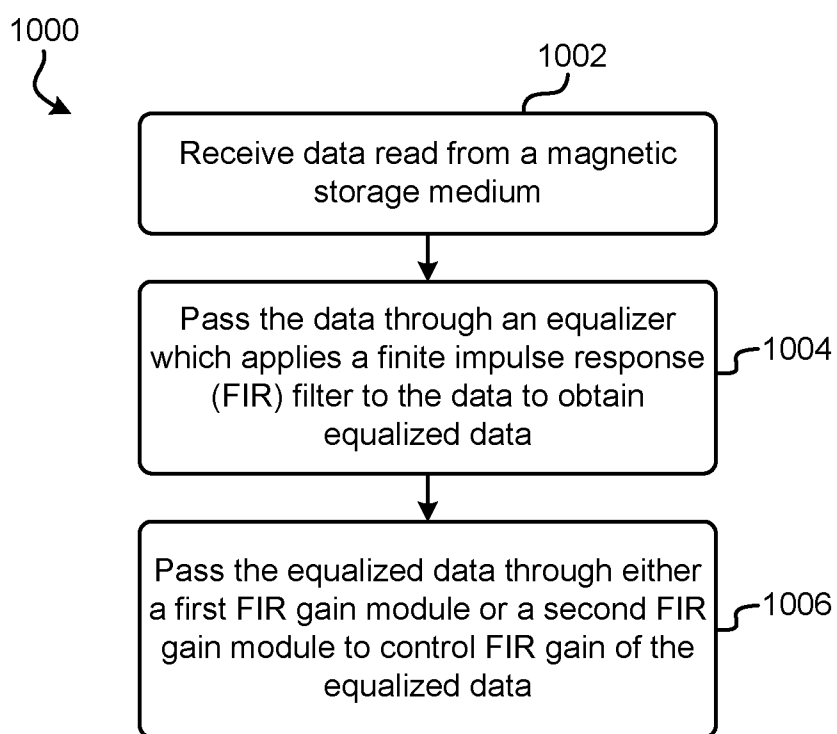 1000
1002
Receive data read from a magnetic
storage medium
Pass the data through an equalizer
which applies a finite impulse response
(FIR) filter to the data to obtain
equalized data
1004
Pass the equalized data through either
a first FIR gain module or a second FIR
gain module to control FIR gain of the
equalized data
1006